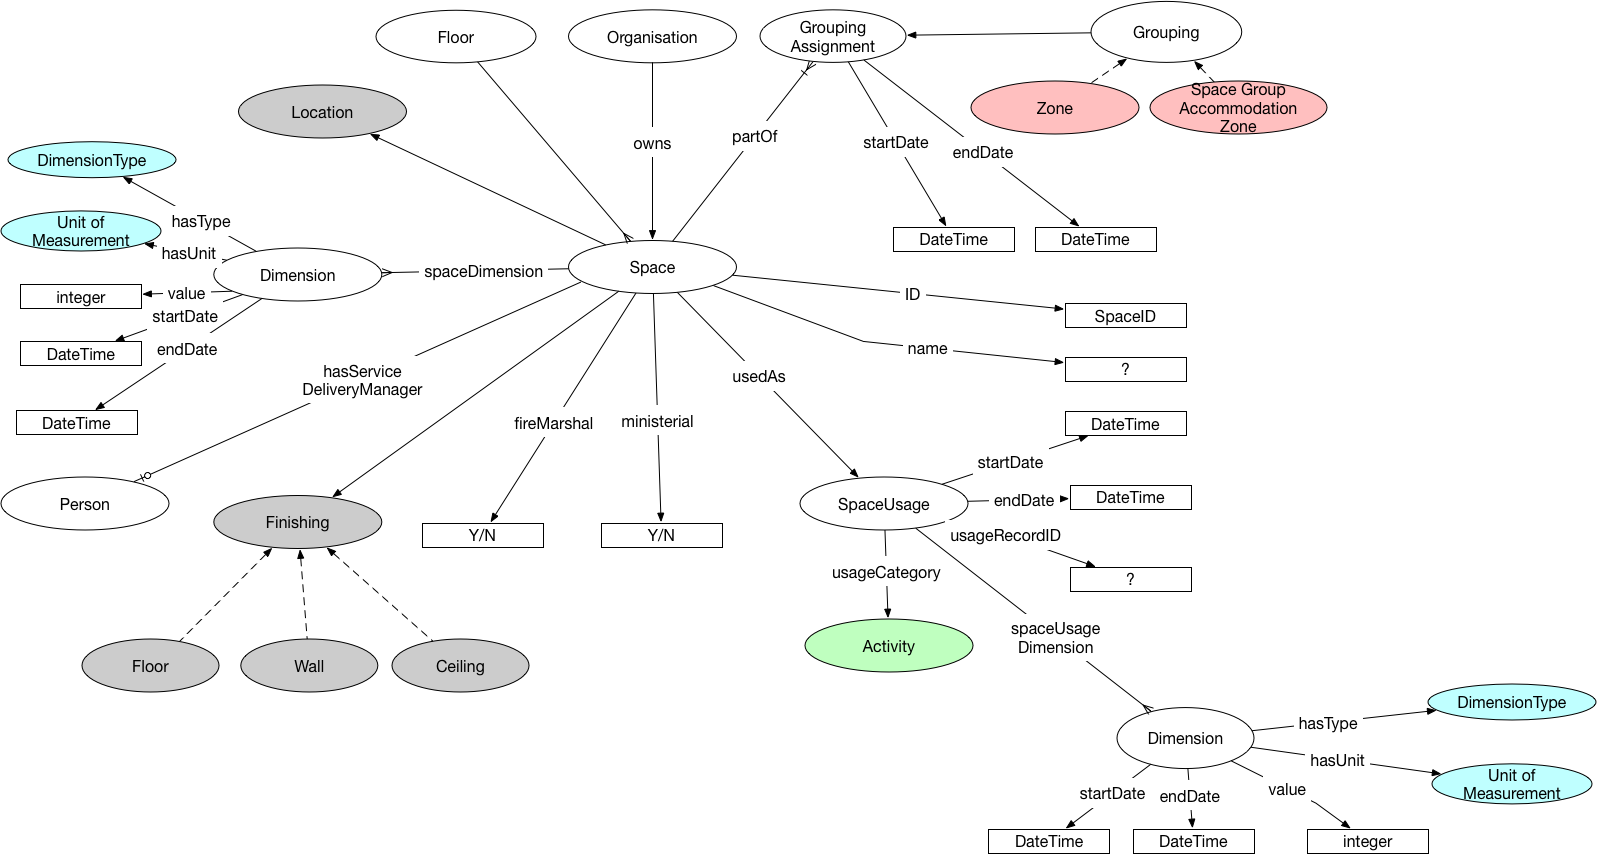 Floor
Organisation
Grouping
Assignment
Grouping
Location
Zone
Space Group
Accommodation
Zone
owns
partOf
startDate
endDate
DimensionType
hasType
Unit of
Measurement
hasUnit
DateTime
DateTime
Dimension
spaceDimension
Space
integer
value
ID
SpaceID
startDate
DateTime
endDate
name
?
hasService
DeliveryManager
usedAs
DateTime
fireMarshal
ministerial
DateTime
startDate
Person
SpaceUsage
endDate
DateTime
Finishing
Y/N
Y/N
usageRecordID
?
usageCategory
Floor
Wall
Ceiling
Activity
spaceUsage
Dimension
DimensionType
hasType
Dimension
hasUnit
Unit of
Measurement
startDate
endDate
value
DateTime
DateTime
integer